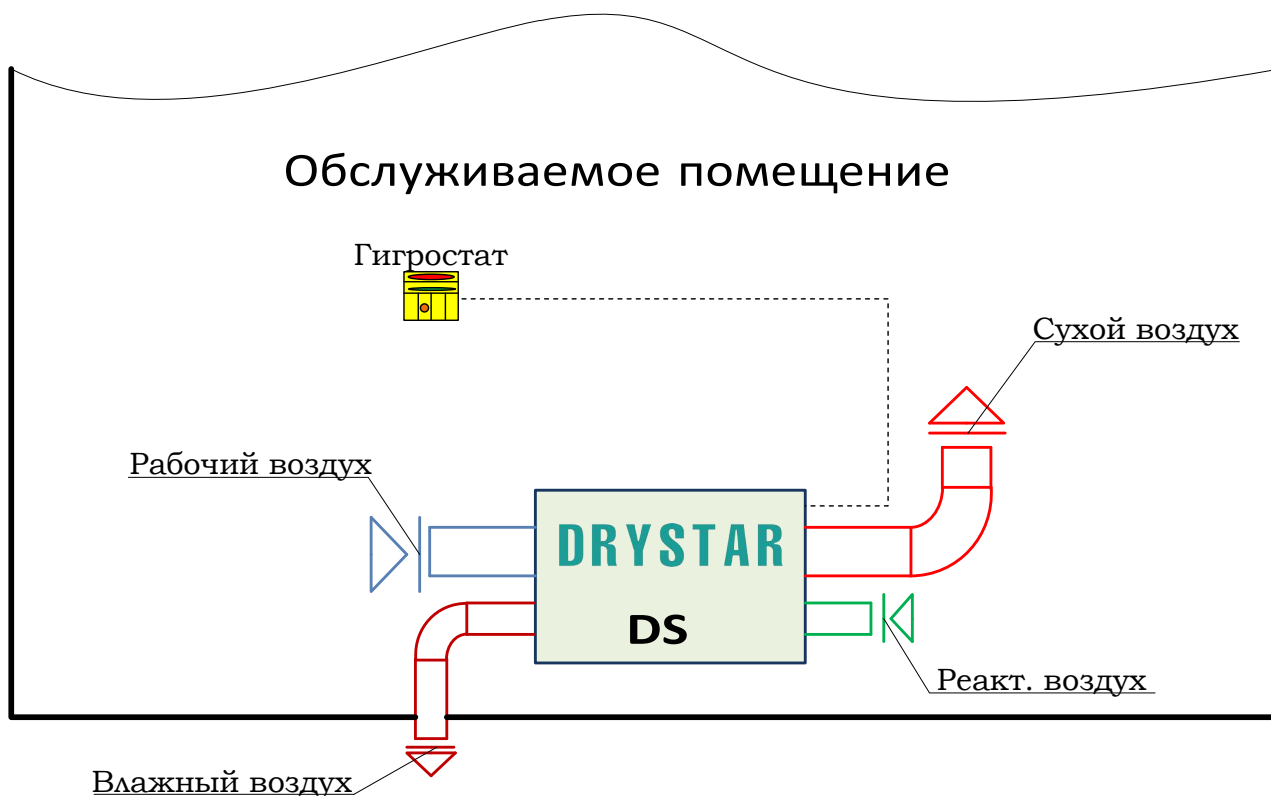 Обслуживаемое помещение
Гигростат
Сухой воздух
Рабочий воздух
DRYSTAR
DS
Реакт. воздух
Влажный воздух